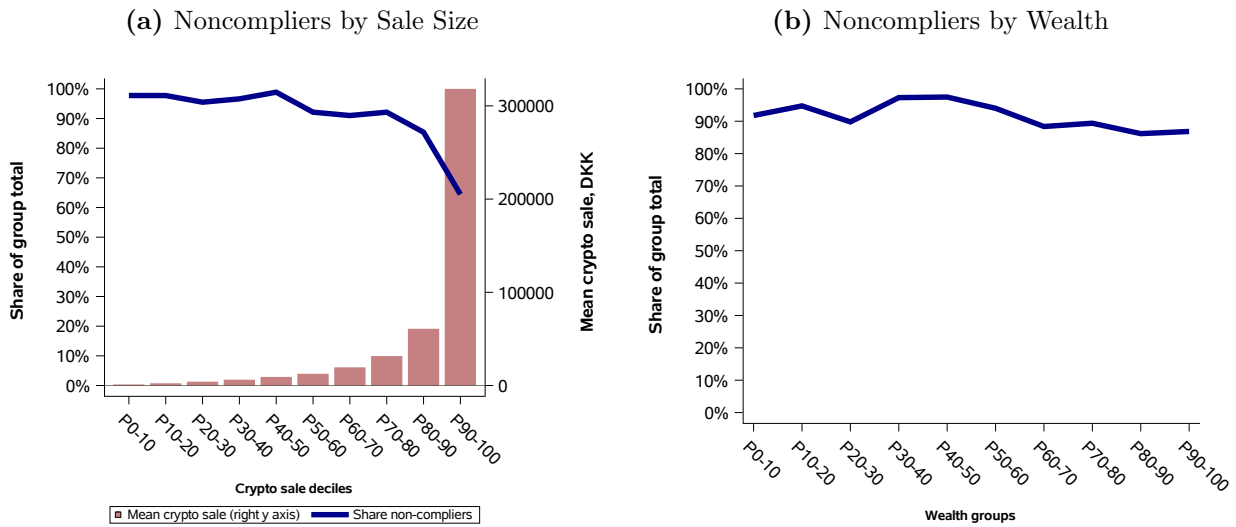 (a) Noncompliers by Sale Size
100%
90%
80%
70%
60%
50%
40%
30%
20%
10%
0%
Share of group total
300000
200000
100000
0
Mean crypto sale, DKK
P0-10
P10-20
P20-30
P30-40
P40-50
P50-60
P60-70
P70-80
P80-90
P90-100
Crypto sale deciles
Mean crypto sale (right y axis) Share non-compliers
(b) Noncompliers by Wealth
100%
90%
80%
70%
60%
50%
40%
30%
20%
10%
0%
Share of group total
P0-10
P10-20
P20-30
P30-40
P40-50
P50-60
P60-70
P70-80
P80-90
P90-100
Wealth groups